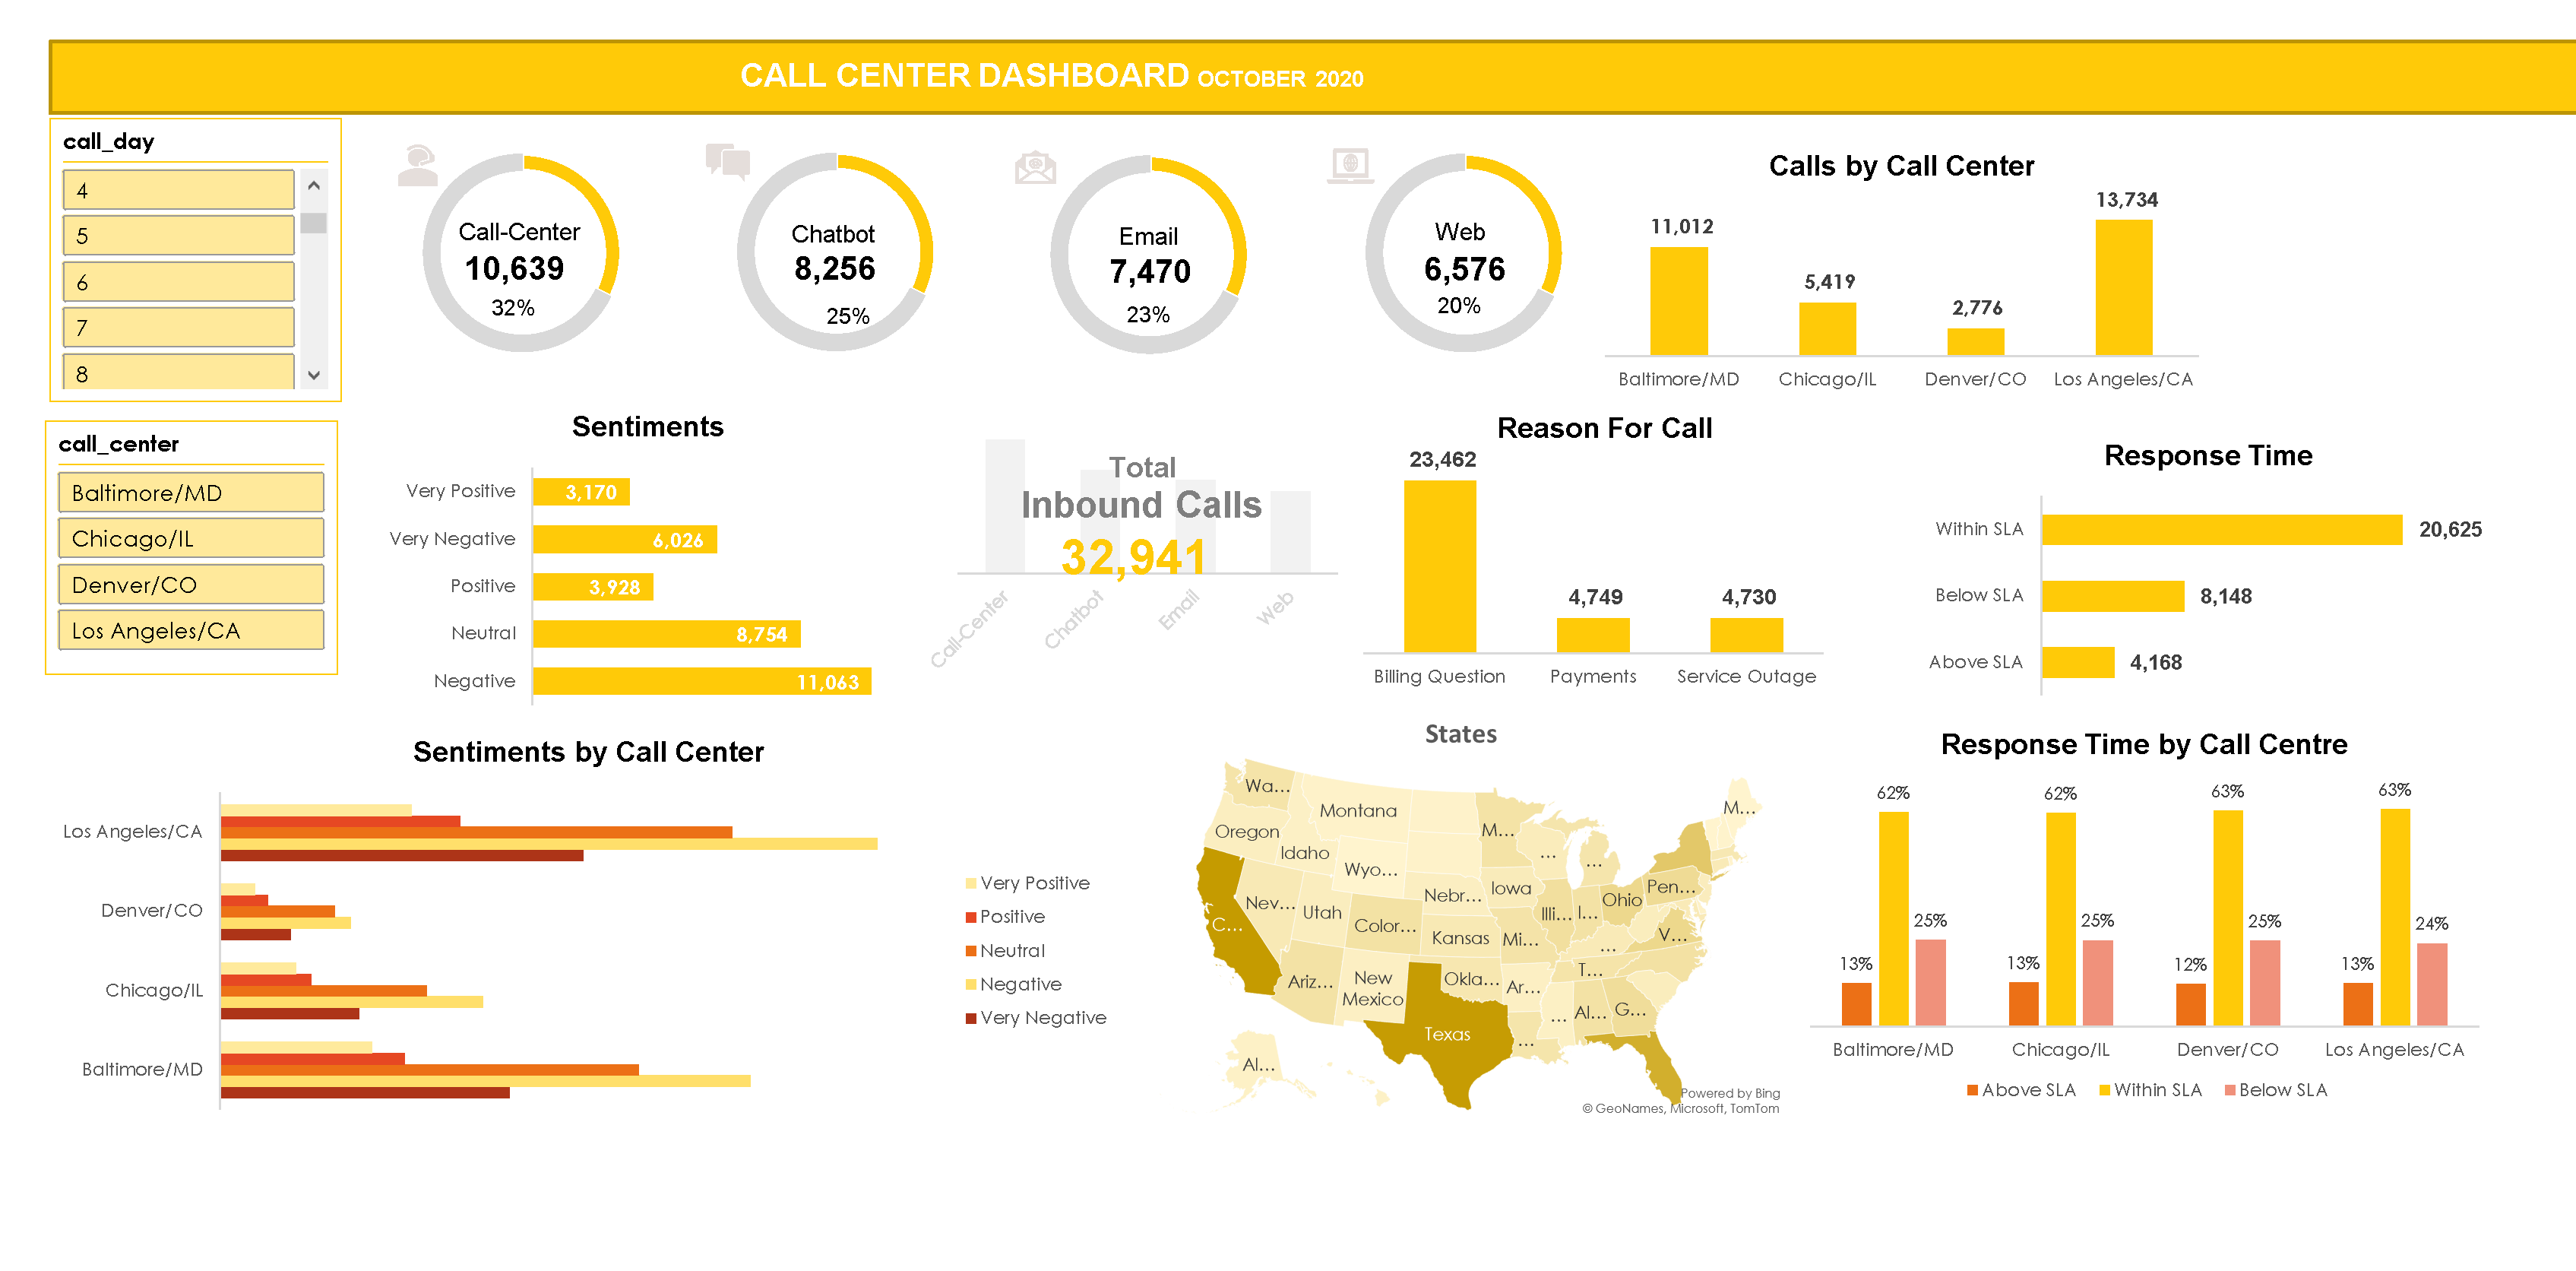 CALL CENTER DASHBOARD OCTOBER 2020
call_day
4
5
6
7
8
Call-Center
10,639
32%
Chatbot
8,256
25%
Email
7,470
23%
Web
6,576
20%
Calls by Call Center
11,012
5,419
2,776
13,734
Baltimore/MD
Chicago/IL
Denver/CO
Los Angeles/CA
call_center
Baltimore/MD
Chicago/IL
Denver/CO
Los Angeles/CA
Sentiments
Very Positive
3,170
Very Negative
6,026
Positive
3,928
Neutral
8,754
Negative
11,063
Total
Inbound Calls
32,941
Call-Center
Chatbot
Email
Web
Reason For Call
23,462
4,749
4,730
Billing Question
Payments
Service Outage
Response Time
Within SLA
20,625
Below SLA
8,148
Above SLA
4,168
Sentiments by Call Center
Los Angeles/CA
Denver/CO
Chicago/IL
Baltimore/MD
Very Positive
Positive
Neutral
Negative
Very Negative
States
Wa...
Montana
M...
M...
Oregon
Idaho
Wyo...
...
...
Nebr...
Iowa
Pen...
Ohio
Nev...
Utah
Illi...
I...
C...
Color...
Kansas
Mi...
...
V...
Ariz...
New
Mexico
Okla...
Ar...
T...
...
Al...
G...
Texas
...
Al...
Powered by Bing
© GeoNames, Microsoft, TomTom
Response Time by Call Centre
62%
62%
63%
63%
25%
25%
25%
24%
13%
13%
12%
13%
Baltimore/MD
Chicago/IL
Denver/CO
Los Angeles/CA
Above SLA
Within SLA
Below SLA